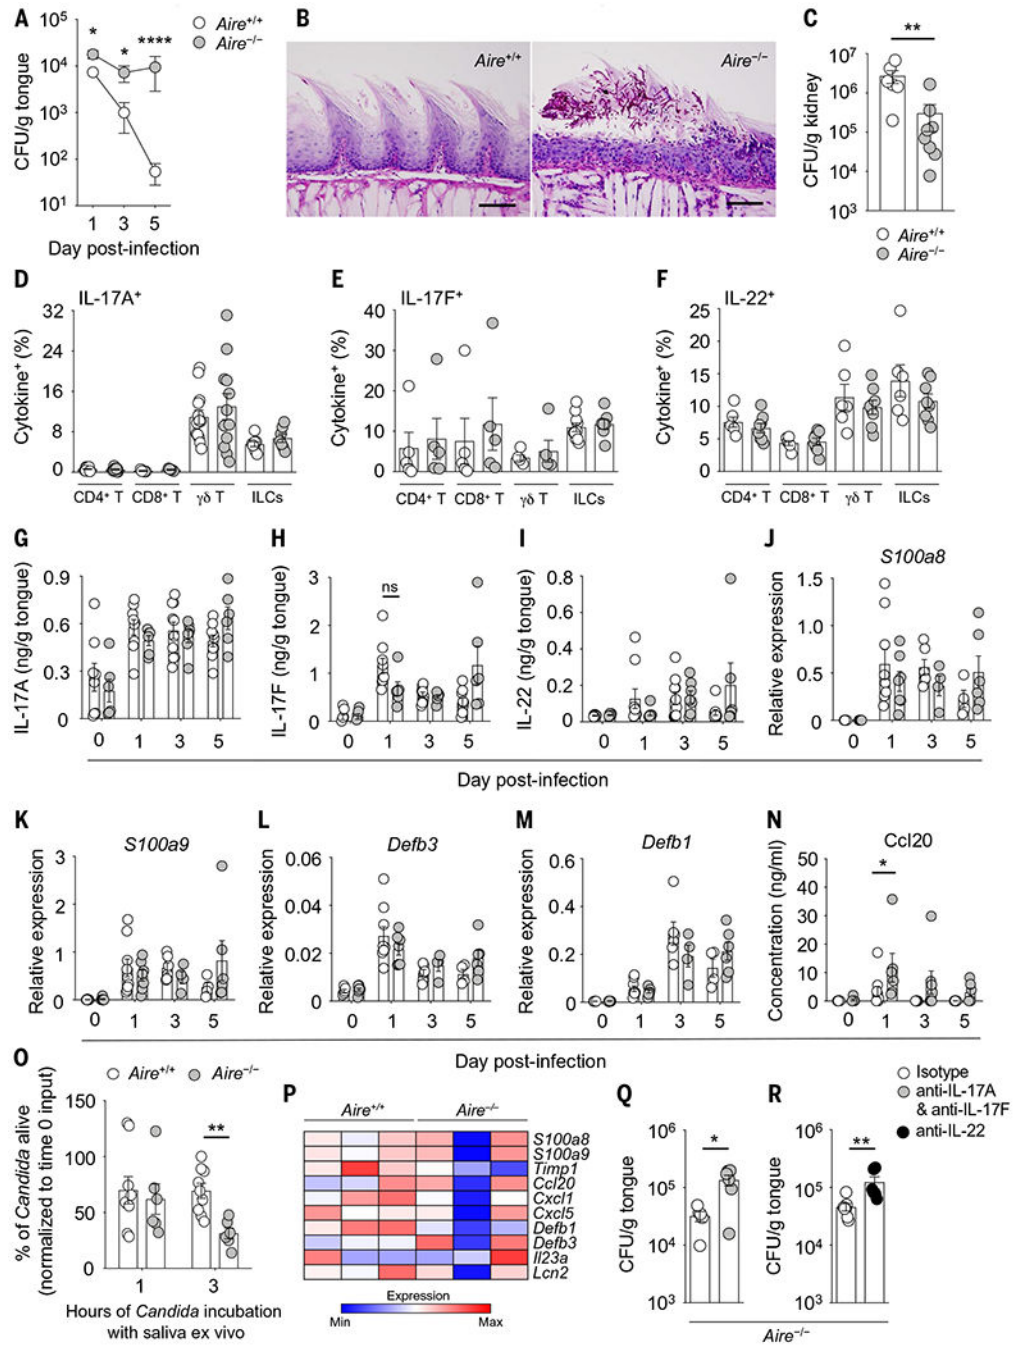 A
CFU/g tongue
10⁵
10⁴
10³
10²
10¹
*
*
****
1 3 5
Day post-infection
Aire⁺/⁺
Aire⁻/⁻
B
Aire⁺/⁺
Aire⁻/⁻
C
**
CFU/g kidney
10⁷
10⁶
10⁵
10⁴
10³
Aire⁺/⁺
Aire⁻/⁻
D
IL-17A⁺
Cytokine⁺ (%)
32
24
16
8
0
CD4⁺ T CD8⁺ T γδ T ILCs
E
IL-17F⁺
Cytokine⁺ (%)
40
30
20
10
0
CD4⁺ T CD8⁺ T γδ T ILCs
F
IL-22⁺
Cytokine⁺ (%)
25
20
15
10
5
0
CD4⁺ T CD8⁺ T γδ T ILCs
G
IL-17A (ng/g tongue)
0.9
0.6
0.3
0
0 1 3 5
H
IL-17F (ng/g tongue)
3
2
1
0
ns
0 1 3 5
I
IL-22 (ng/g tongue)
0.8
0.6
0.4
0.2
0
0 1 3 5
J
S100a8
Relative expression
1.5
1.0
0.5
0
0 1 3 5
Day post-infection
K
S100a9
Relative expression
3
2
1
0
0 1 3 5
L
Defb3
Relative expression
0.06
0.04
0.02
0
0 1 3 5
M
Defb1
Relative expression
0.6
0.4
0.2
0
0 1 3 5
N
Ccl20
Concentration (ng/ml)
50
40
30
20
10
0
*
0 1 3 5
Day post-infection
O
Aire⁺/⁺ Aire⁻/⁻
% of Candida alive
(normalized to time 0 input)
150
100
50
0
**
1 3
Hours of Candida incubation
with saliva ex vivo
P
Aire⁺/⁺ Aire⁻/⁻
S100a8
S100a9
Timp1
Ccl20
Cxcl1
Cxcl5
Defb1
Defb3
Il23a
Lcn2
Expression
Min Max
Q
CFU/g tongue
10⁶
10⁵
10⁴
10³
*
R
CFU/g tongue
10⁶
10⁵
10⁴
10³
**
Isotype
anti-IL-17A
& anti-IL-17F
anti-IL-22
Aire⁻/⁻